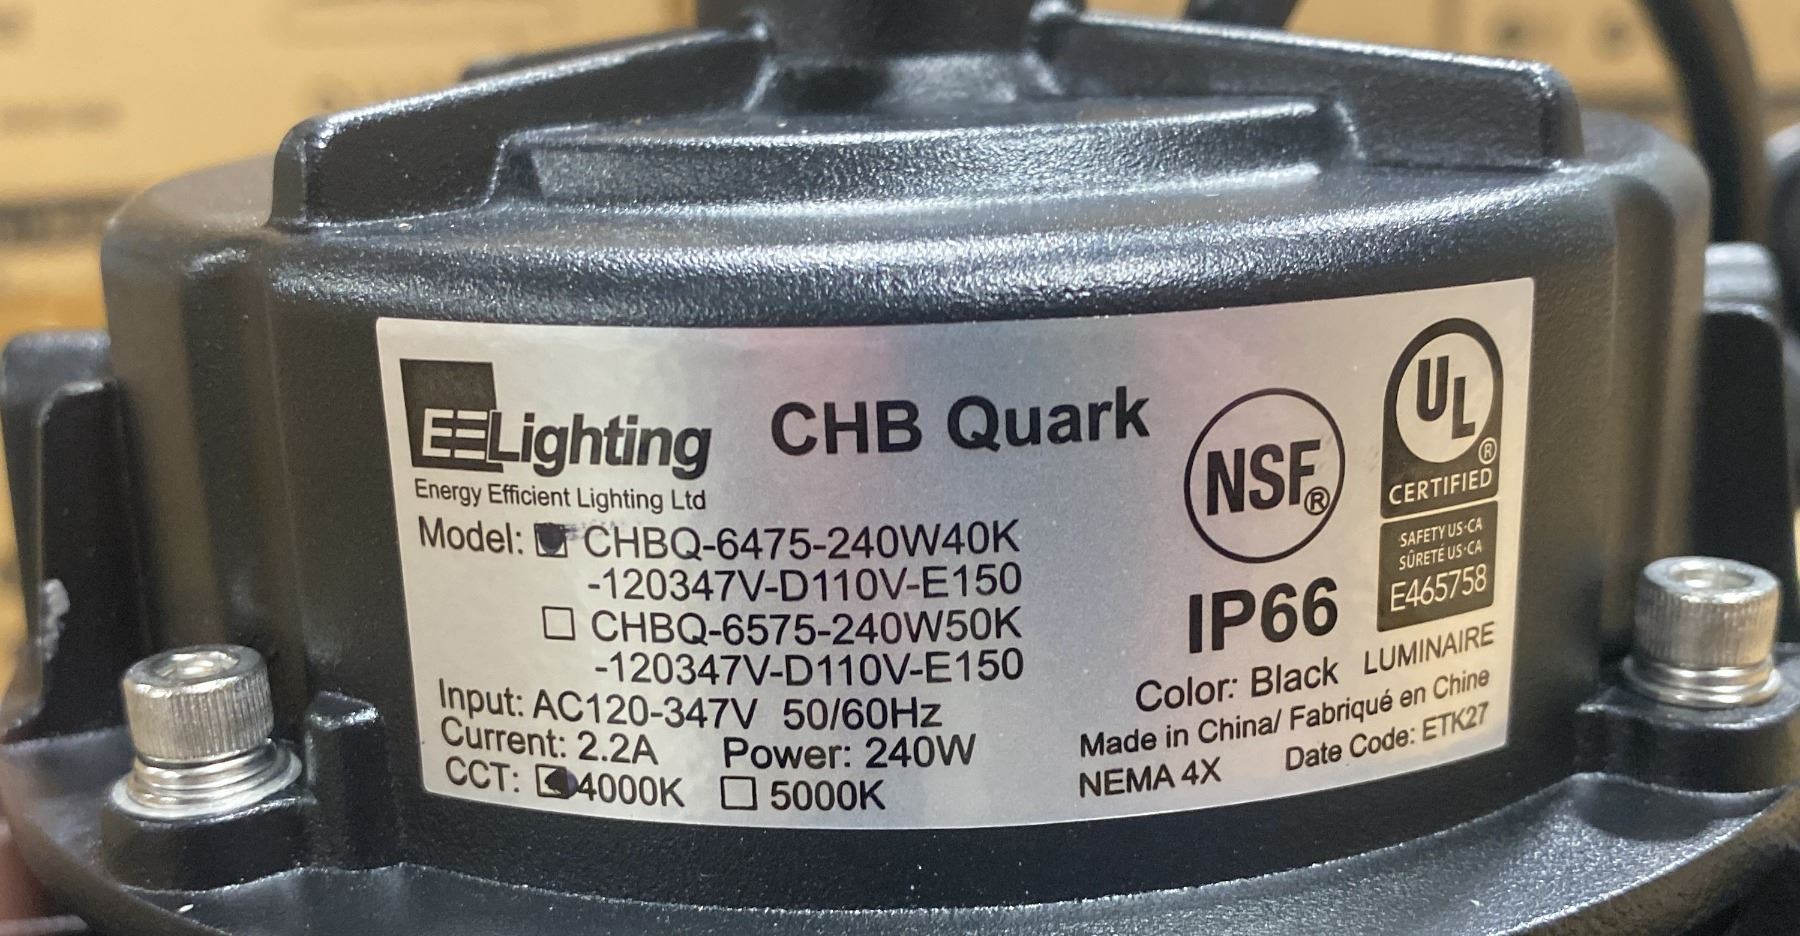 EELighting
CHB Quark
Energy Efficient Lighting Ltd
Model: CHBQ-6475-240W40K
-120347V-D110V-E150
CHBQ-6575-240W50K
-120347V-D110V-E150
Input: AC120-347V 50/60Hz
Current: 2.2A Power: 240W
CCT: 4000K 5000K
NSF®
IP66
UL®
CERTIFIED
SAFETY US·CA
SÛRETÉ US·CA
E465758
LUMINAIRE
Color: Black
Made in China/ Fabriqué en Chine
NEMA 4X
Date Code: ETK27